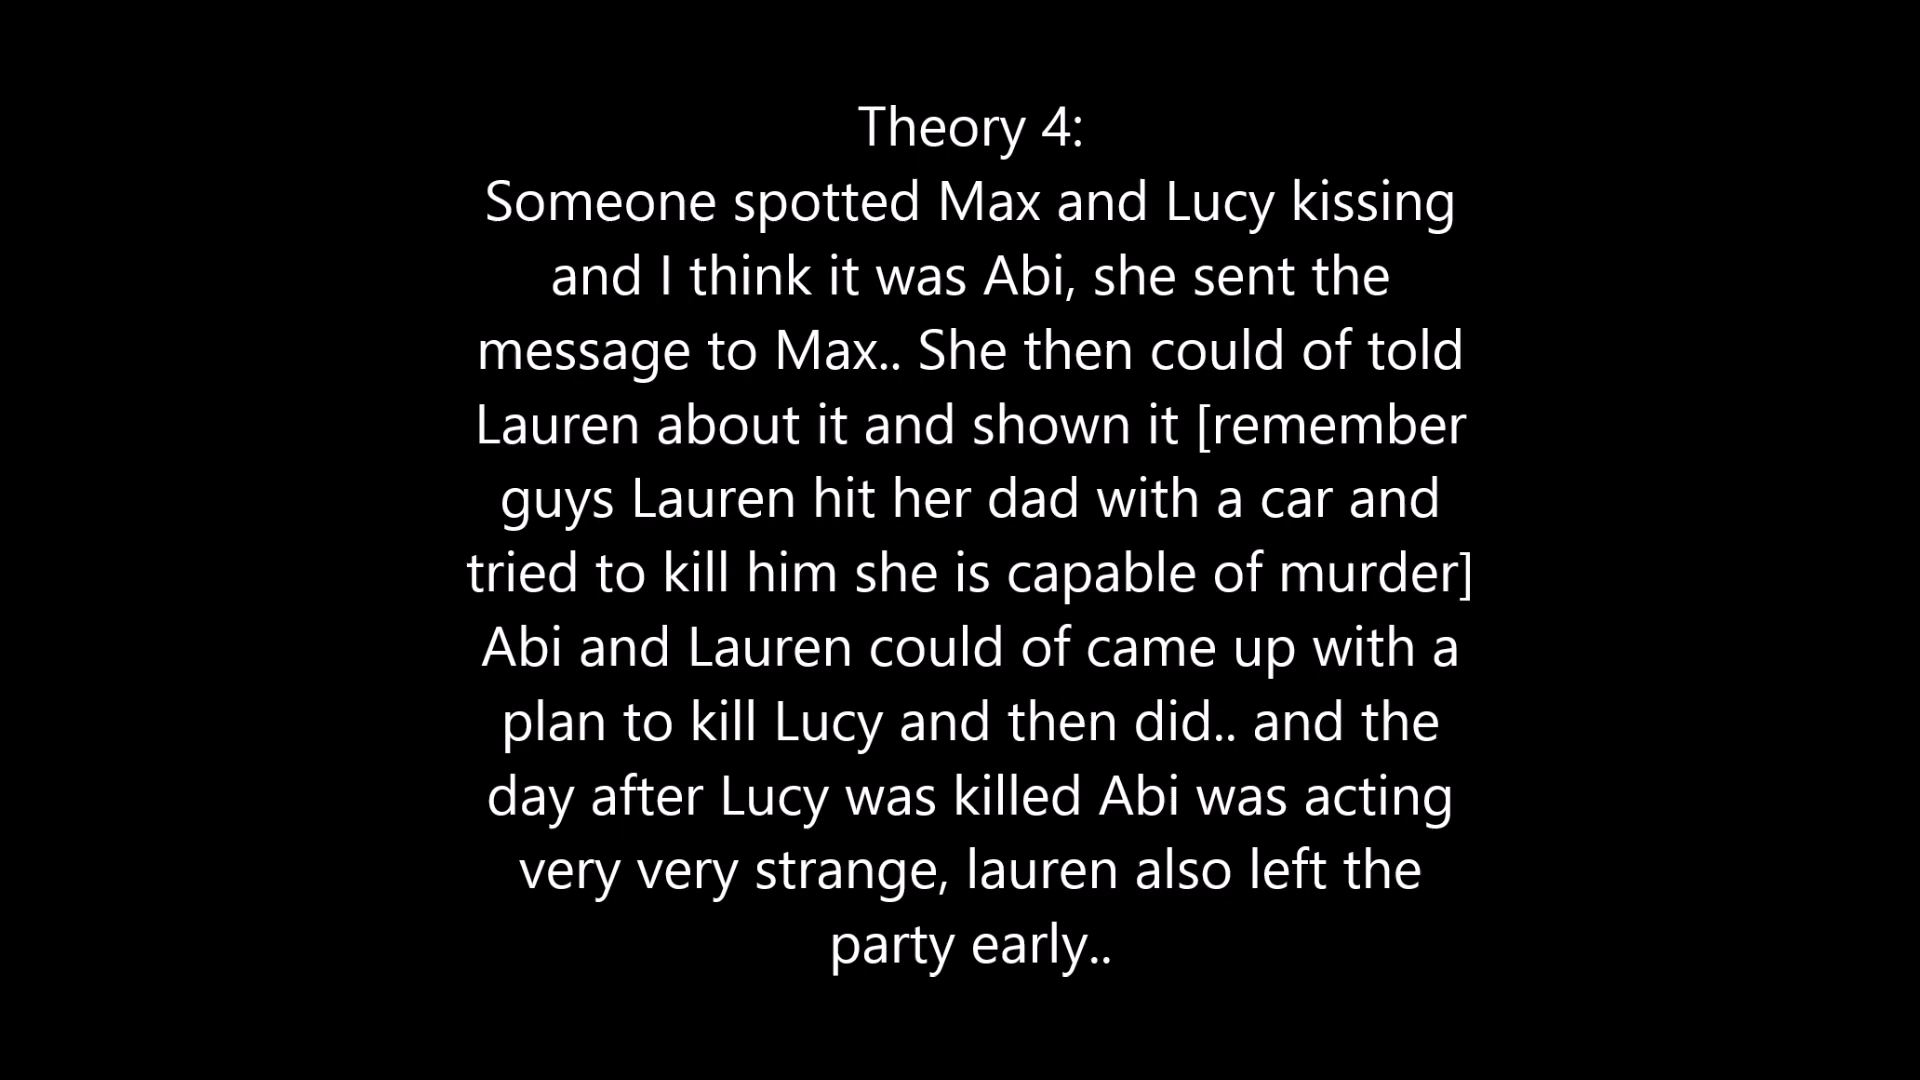 Theory 4:
Someone spotted Max and Lucy kissing
and I think it was Abi, she sent the
message to Max.. She then could of told
Lauren about it and shown it [remember
guys Lauren hit her dad with a car and
tried to kill him she is capable of murder]
Abi and Lauren could of came up with a
plan to kill Lucy and then did.. and the
day after Lucy was killed Abi was acting
very very strange, lauren also left the
party early..